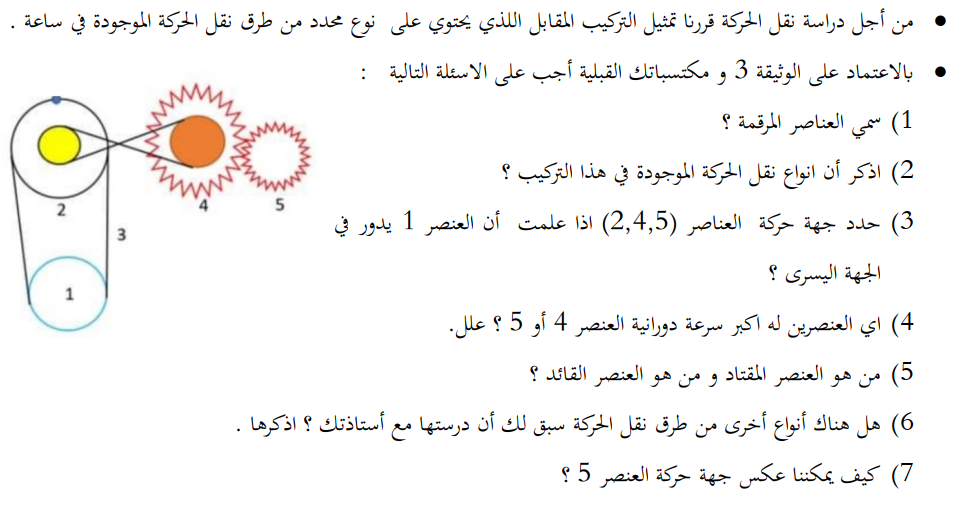 • من أجل دراسة نقل الحركة قررنا تمثيل التركيب المقابل اللذي يحتوي على نوع محدد من طرق نقل الحركة الموجودة في ساعة .
• بالاعتماد على الوثيقة 3 و مكتسباتك القبلية أجب على الاسئلة التالية :
1) سمي العناصر المرقمة ؟
2) اذكر أن انواع نقل الحركة الموجودة في هذا التركيب ؟
3) حدد جهة حركة العناصر (2,4,5) اذا علمت أن العنصر 1 يدور في
الجهة اليسرى ؟
4) اي العنصرين له اكبر سرعة دورانية العنصر 4 أو 5 ؟ علل.
5) من هو العنصر المقتاد و من هو العنصر القائد ؟
6) هل هناك أنواع أخرى من طرق نقل الحركة سبق لك أن درستها مع أستاذتك ؟ اذكرها .
7) كيف يمكننا عكس جهة حركة العنصر 5 ؟
2
4
5
3
1